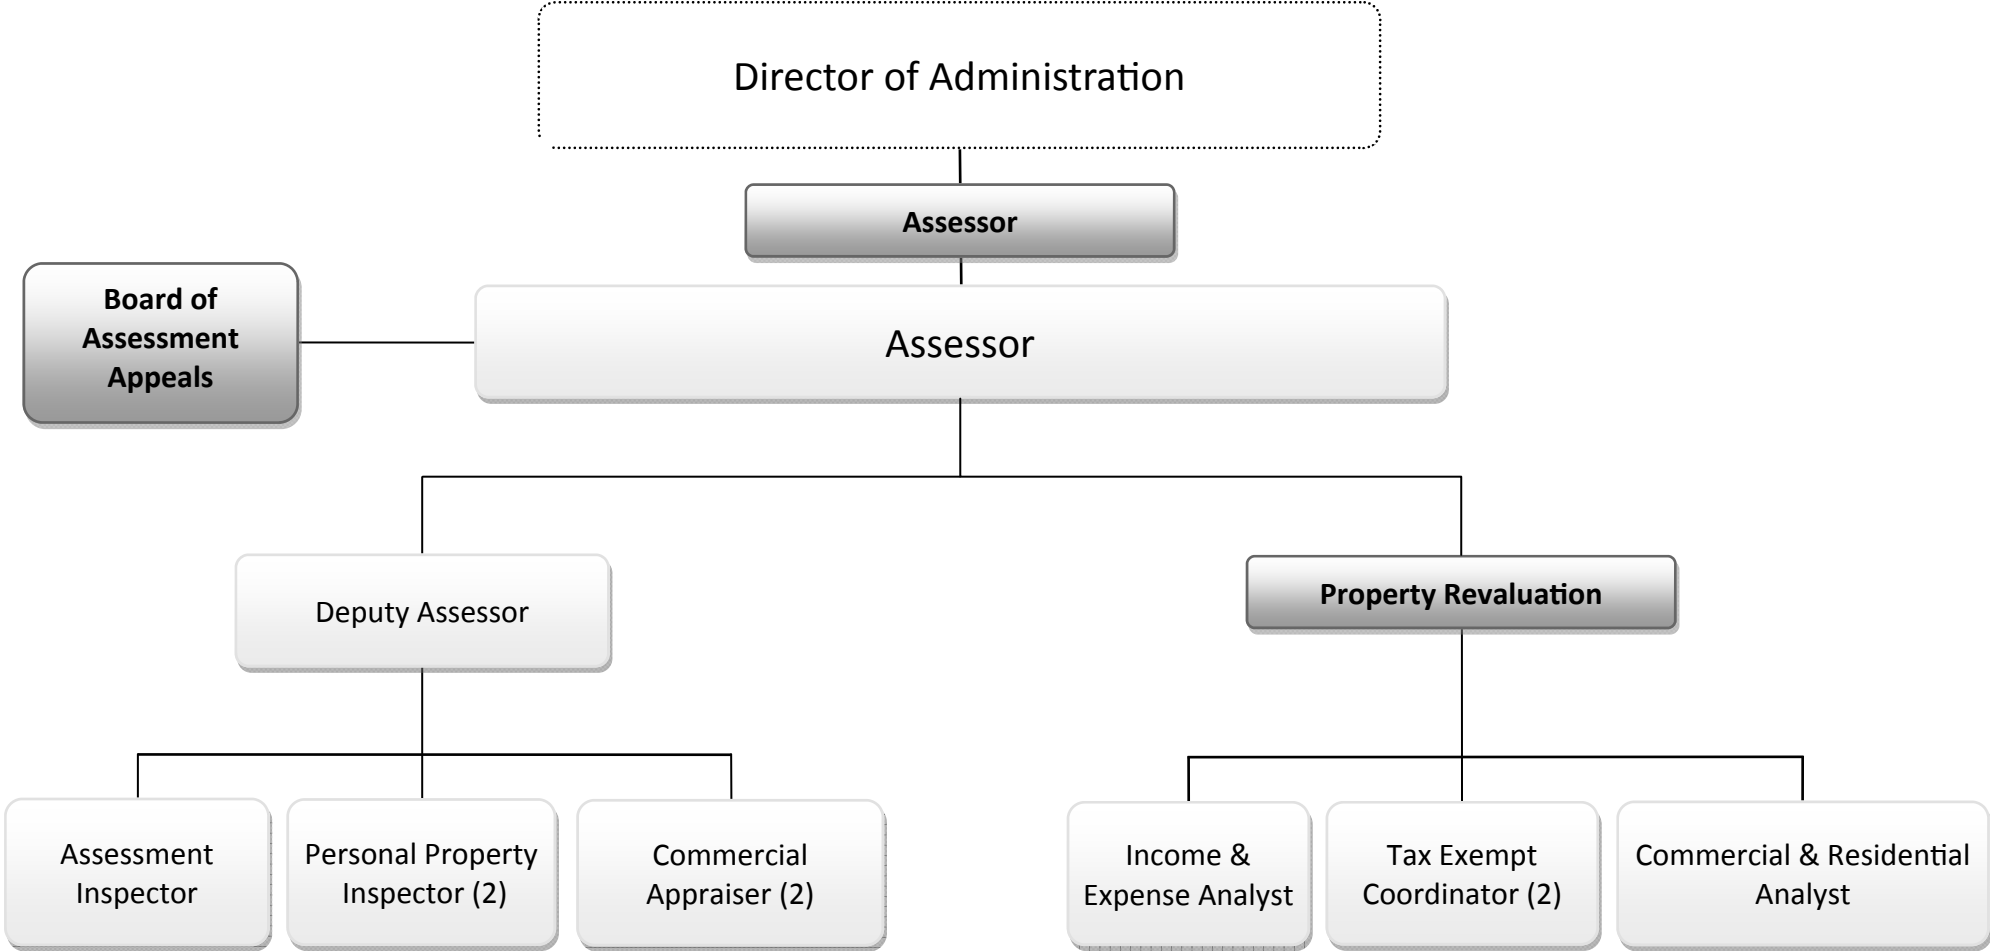 Director of Administration
Assessor
Board of
Assessment
Appeals
Assessor
Deputy Assessor
Property Revaluation
Assessment
Inspector
Personal Property
Inspector (2)
Commercial
Appraiser (2)
Income &
Expense Analyst
Tax Exempt
Coordinator (2)
Commercial & Residential
Analyst